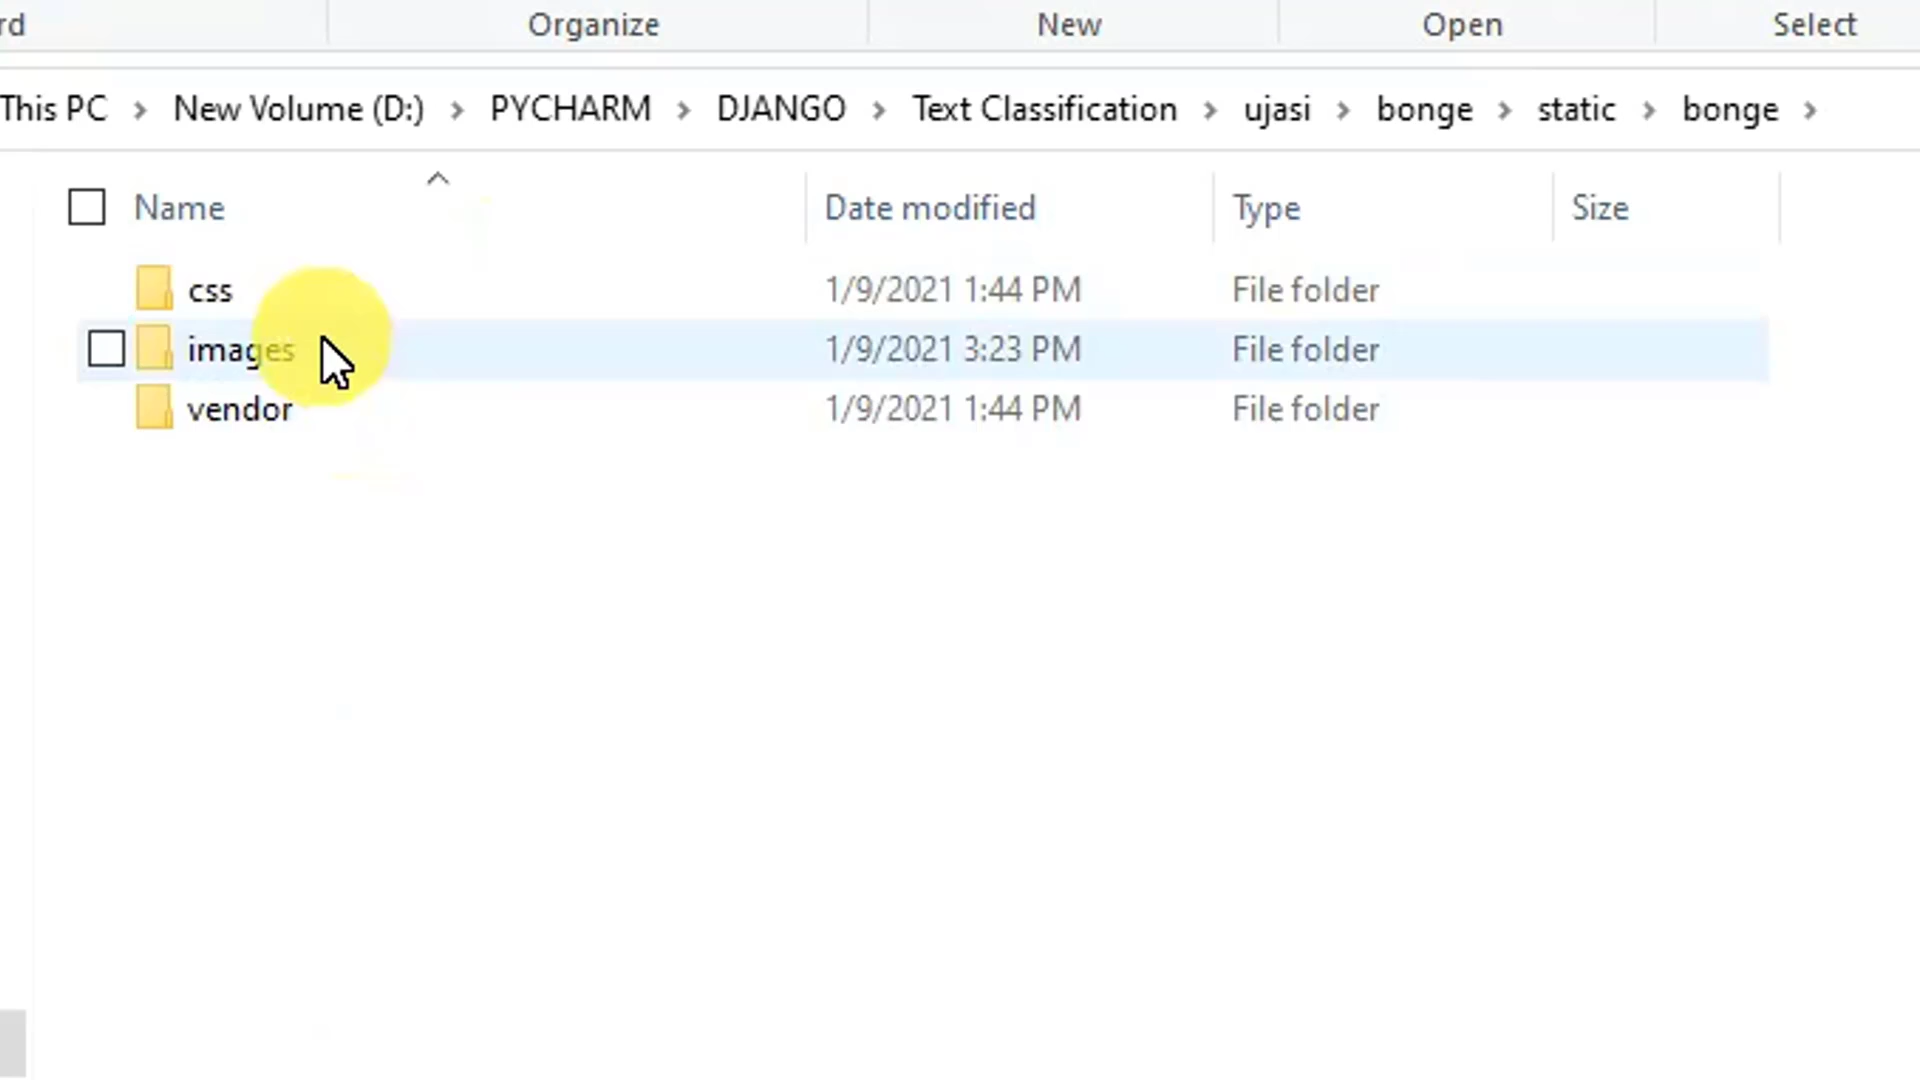 rd Organize New Open Select
This PC > New Volume (D:) > PYCHARM > DJANGO > Text Classification > ujasi > bonge > static > bonge >
Name Date modified Type Size
css 1/9/2021 1:44 PM File folder
images 1/9/2021 3:23 PM File folder
vendor 1/9/2021 1:44 PM File folder